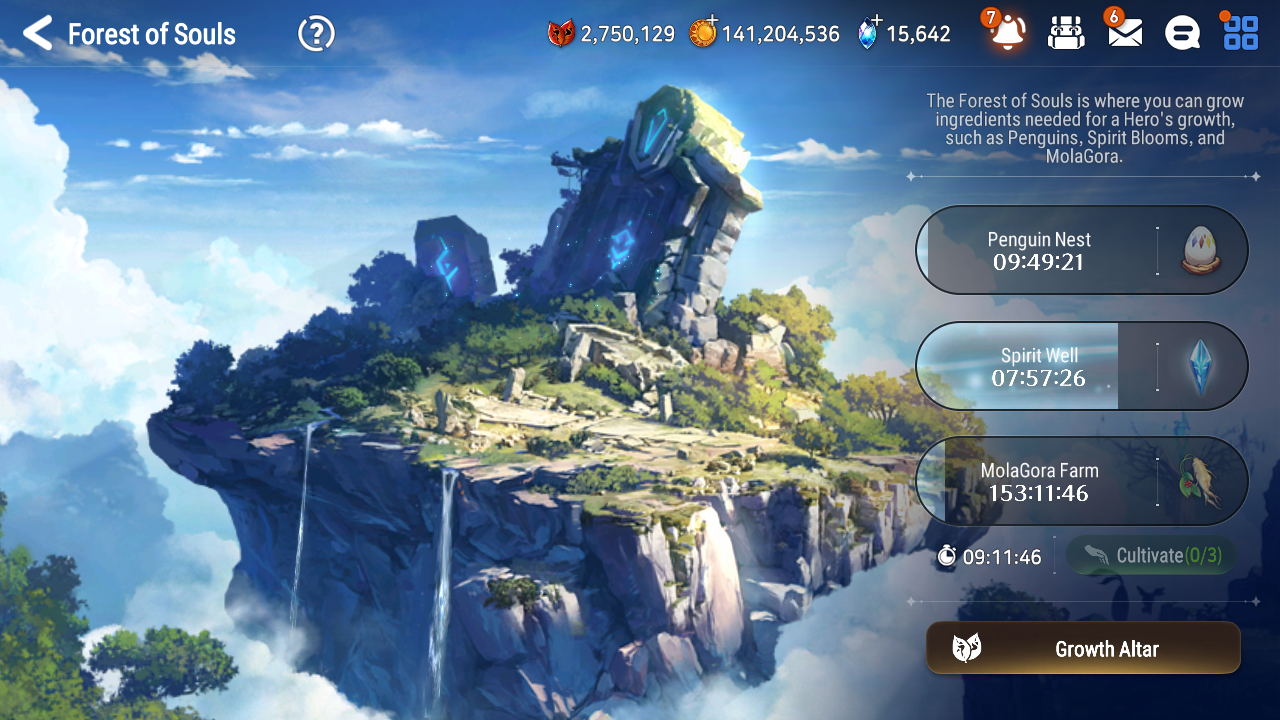 Forest of Souls
?
2,750,129
141,204,536
15,642
7
6
The Forest of Souls is where you can grow
ingredients needed for a Hero's growth,
such as Penguins, Spirit Blooms, and
MolaGora.
Penguin Nest
09:49:21
Spirit Well
07:57:26
MolaGora Farm
153:11:46
09:11:46
Cultivate(0/3)
Growth Altar